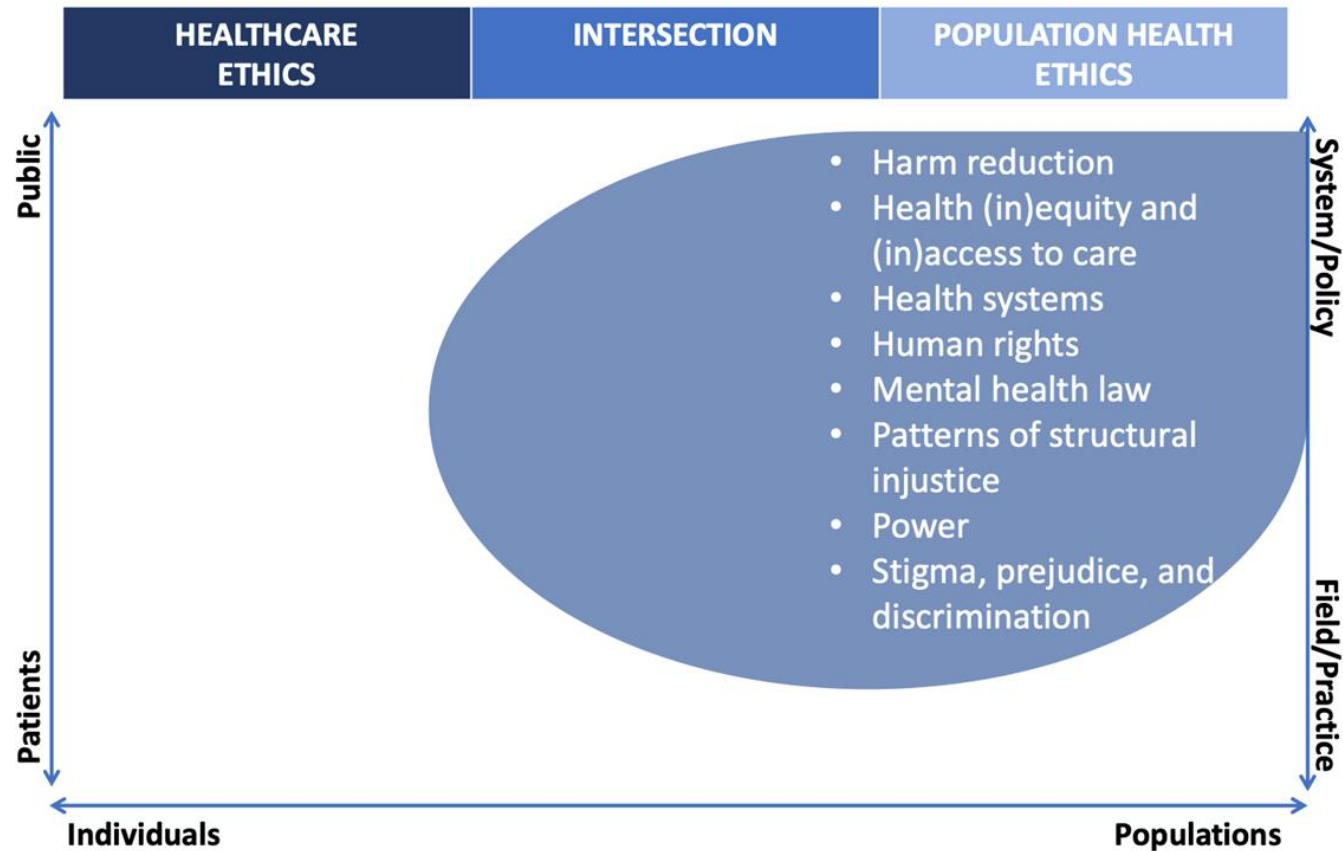 HEALTHCARE
ETHICS
INTERSECTION
POPULATION HEALTH
ETHICS
Public
Patients
• Harm reduction
• Health (in)equity and
(in)access to care
• Health systems
• Human rights
• Mental health law
• Patterns of structural
injustice
• Power
• Stigma, prejudice, and
discrimination
System/Policy
Field/Practice
Individuals
Populations